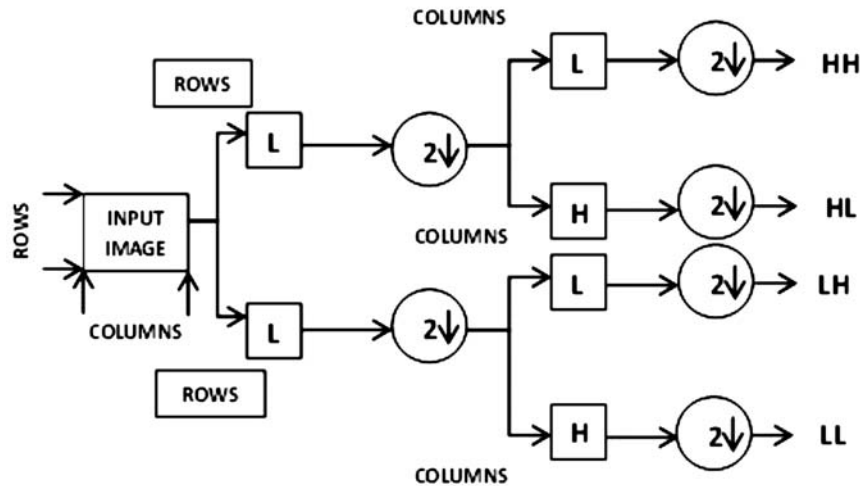 COLUMNS
L
2↓
HH
ROWS
L
2↓
H
2↓
HL
COLUMNS
ROWS
INPUT
IMAGE
COLUMNS
L
2↓
LH
L
2↓
ROWS
H
2↓
LL
COLUMNS